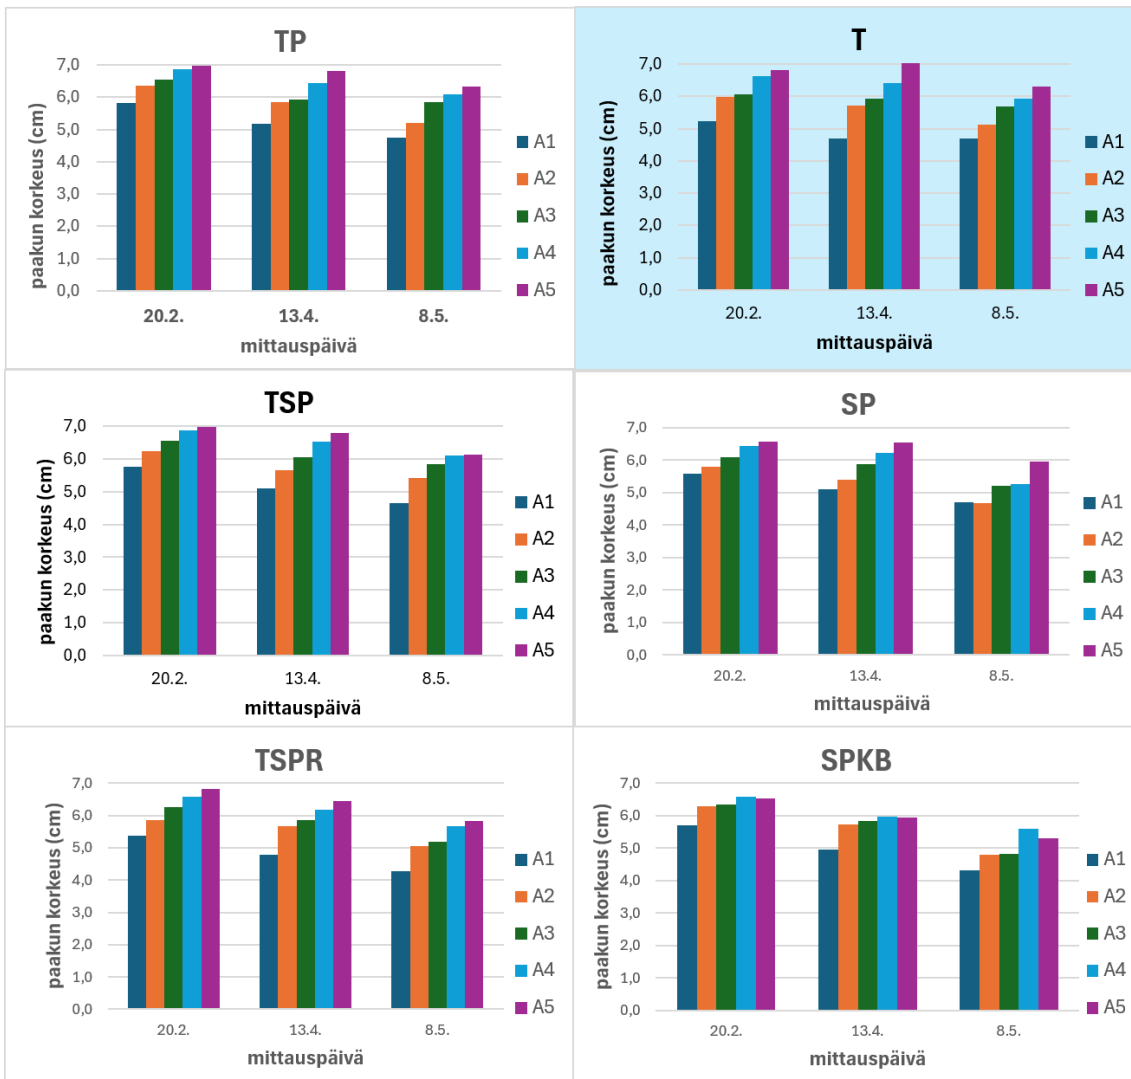 TP
7,0
6,0
5,0
4,0
3,0
2,0
1,0
0,0
paakun korkeus (cm)
20.2. 13.4. 8.5.
mittauspäivä
A1
A2
A3
A4
A5
T
7,0
6,0
5,0
4,0
3,0
2,0
1,0
0,0
paakun korkeus (cm)
20.2. 13.4. 8.5.
mittauspäivä
A1
A2
A3
A4
A5
TSP
7,0
6,0
5,0
4,0
3,0
2,0
1,0
0,0
paakun korkeus (cm)
20.2. 13.4. 8.5.
mittauspäivä
A1
A2
A3
A4
A5
SP
7,0
6,0
5,0
4,0
3,0
2,0
1,0
0,0
paakun korkeus (cm)
20.2. 13.4. 8.5.
mittauspäivä
A1
A2
A3
A4
A5
TSPR
7,0
6,0
5,0
4,0
3,0
2,0
1,0
0,0
paakun korkeus (cm)
20.2. 13.4. 8.5.
mittauspäivä
A1
A2
A3
A4
A5
SPKB
7,0
6,0
5,0
4,0
3,0
2,0
1,0
0,0
paakun korkeus (cm)
20.2. 13.4. 8.5.
mittauspäivä
A1
A2
A3
A4
A5